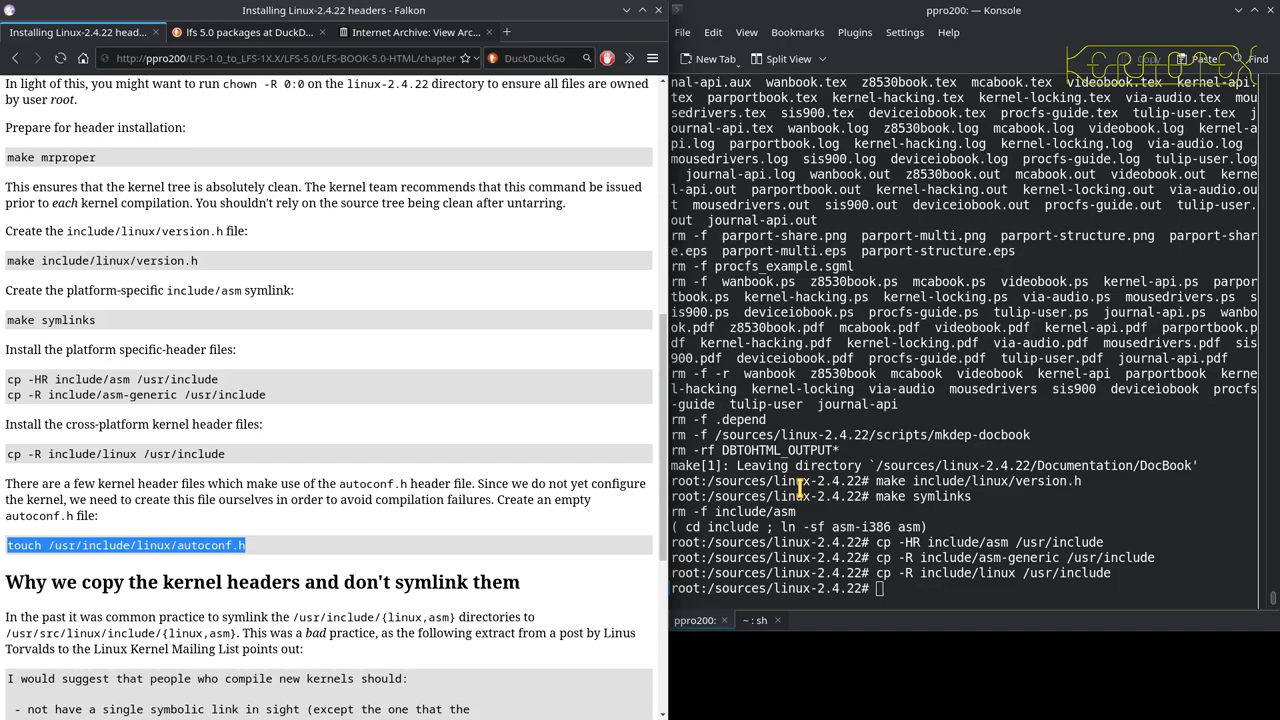 Installing Linux-2.4.22 headers - Falkon
Installing Linux-2.4.22 head...
lfs 5.0 packages at DuckD...
Internet Archive: View Arc...
http://ppro200/LFS-1.0_to_LFS-1X.X/LFS-5.0/LFS-BOOK-5.0-HTML/chapter
DuckDuckGo
In light of this, you might want to run chown -R 0:0 on the linux-2.4.22 directory to ensure all files are owned
by user root.
Prepare for header installation:
make mrproper
This ensures that the kernel tree is absolutely clean. The kernel team recommends that this command be issued
prior to each kernel compilation. You shouldn't rely on the source tree being clean after untarring.
Create the include/linux/version.h file:
make include/linux/version.h
Create the platform-specific include/asm symlink:
make symlinks
Install the platform specific-header files:
cp -HR include/asm /usr/include
cp -R include/asm-generic /usr/include
Install the cross-platform kernel header files:
cp -R include/linux /usr/include
There are a few kernel header files which make use of the autoconf.h header file. Since we do not yet configure
the kernel, we need to create this file ourselves in order to avoid compilation failures. Create an empty
autoconf.h file:
touch /usr/include/linux/autoconf.h
Why we copy the kernel headers and don't symlink them
In the past it was common practice to symlink the /usr/include/{linux,asm} directories to
/usr/src/linux/include/{linux,asm}. This was a bad practice, as the following extract from a post by Linus
Torvalds to the Linux Kernel Mailing List points out:
I would suggest that people who compile new kernels should:
- not have a single symbolic link in sight (except the one that the
ppro200: — Konsole
File Edit View Bookmarks Plugins Settings Help
New Tab Split View Copy Paste Find
nal-api.aux wanbook.tex z8530book.tex mcabook.tex videobook.tex kernel-api.
tex parportbook.tex kernel-hacking.tex kernel-locking.tex via-audio.tex mou
sedrivers.tex sis900.tex deviceiobook.tex procfs-guide.tex tulip-user.tex j
ournal-api.tex wanbook.log z8530book.log mcabook.log videobook.log kernel-a
pi.log parportbook.log kernel-hacking.log kernel-locking.log via-audio.log
mousedrivers.log sis900.log deviceiobook.log procfs-guide.log tulip-user.log
journal-api.log wanbook.out z8530book.out mcabook.out videobook.out kerne
l-api.out parportbook.out kernel-hacking.out kernel-locking.out via-audio.ou
t mousedrivers.out sis900.out deviceiobook.out procfs-guide.out tulip-user.
out journal-api.out
rm -f parport-share.png parport-multi.png parport-structure.png parport-shar
e.eps parport-multi.eps parport-structure.eps
rm -f procfs_example.sgml
rm -f wanbook.ps z8530book.ps mcabook.ps videobook.ps kernel-api.ps parpor
tbook.ps kernel-hacking.ps kernel-locking.ps via-audio.ps mousedrivers.ps s
is900.ps deviceiobook.ps procfs-guide.ps tulip-user.ps journal-api.ps wanbo
ok.pdf z8530book.pdf mcabook.pdf videobook.pdf kernel-api.pdf parportbook.p
df kernel-hacking.pdf kernel-locking.pdf via-audio.pdf mousedrivers.pdf sis
900.pdf deviceiobook.pdf procfs-guide.pdf tulip-user.pdf journal-api.pdf
rm -f -r wanbook z8530book mcabook videobook kernel-api parportbook kerne
l-hacking kernel-locking via-audio mousedrivers sis900 deviceiobook procfs
-guide tulip-user journal-api
rm -f .depend
rm -f /sources/linux-2.4.22/scripts/mkdep-docbook
rm -rf DBTOHTML_OUTPUT*
make[1]: Leaving directory `/sources/linux-2.4.22/Documentation/DocBook'
root:/sources/linux-2.4.22# make include/linux/version.h
root:/sources/linux-2.4.22# make symlinks
rm -f include/asm
( cd include ; ln -sf asm-i386 asm)
root:/sources/linux-2.4.22# cp -HR include/asm /usr/include
root:/sources/linux-2.4.22# cp -R include/asm-generic /usr/include
root:/sources/linux-2.4.22# cp -R include/linux /usr/include
root:/sources/linux-2.4.22#
ppro200:
~ : sh